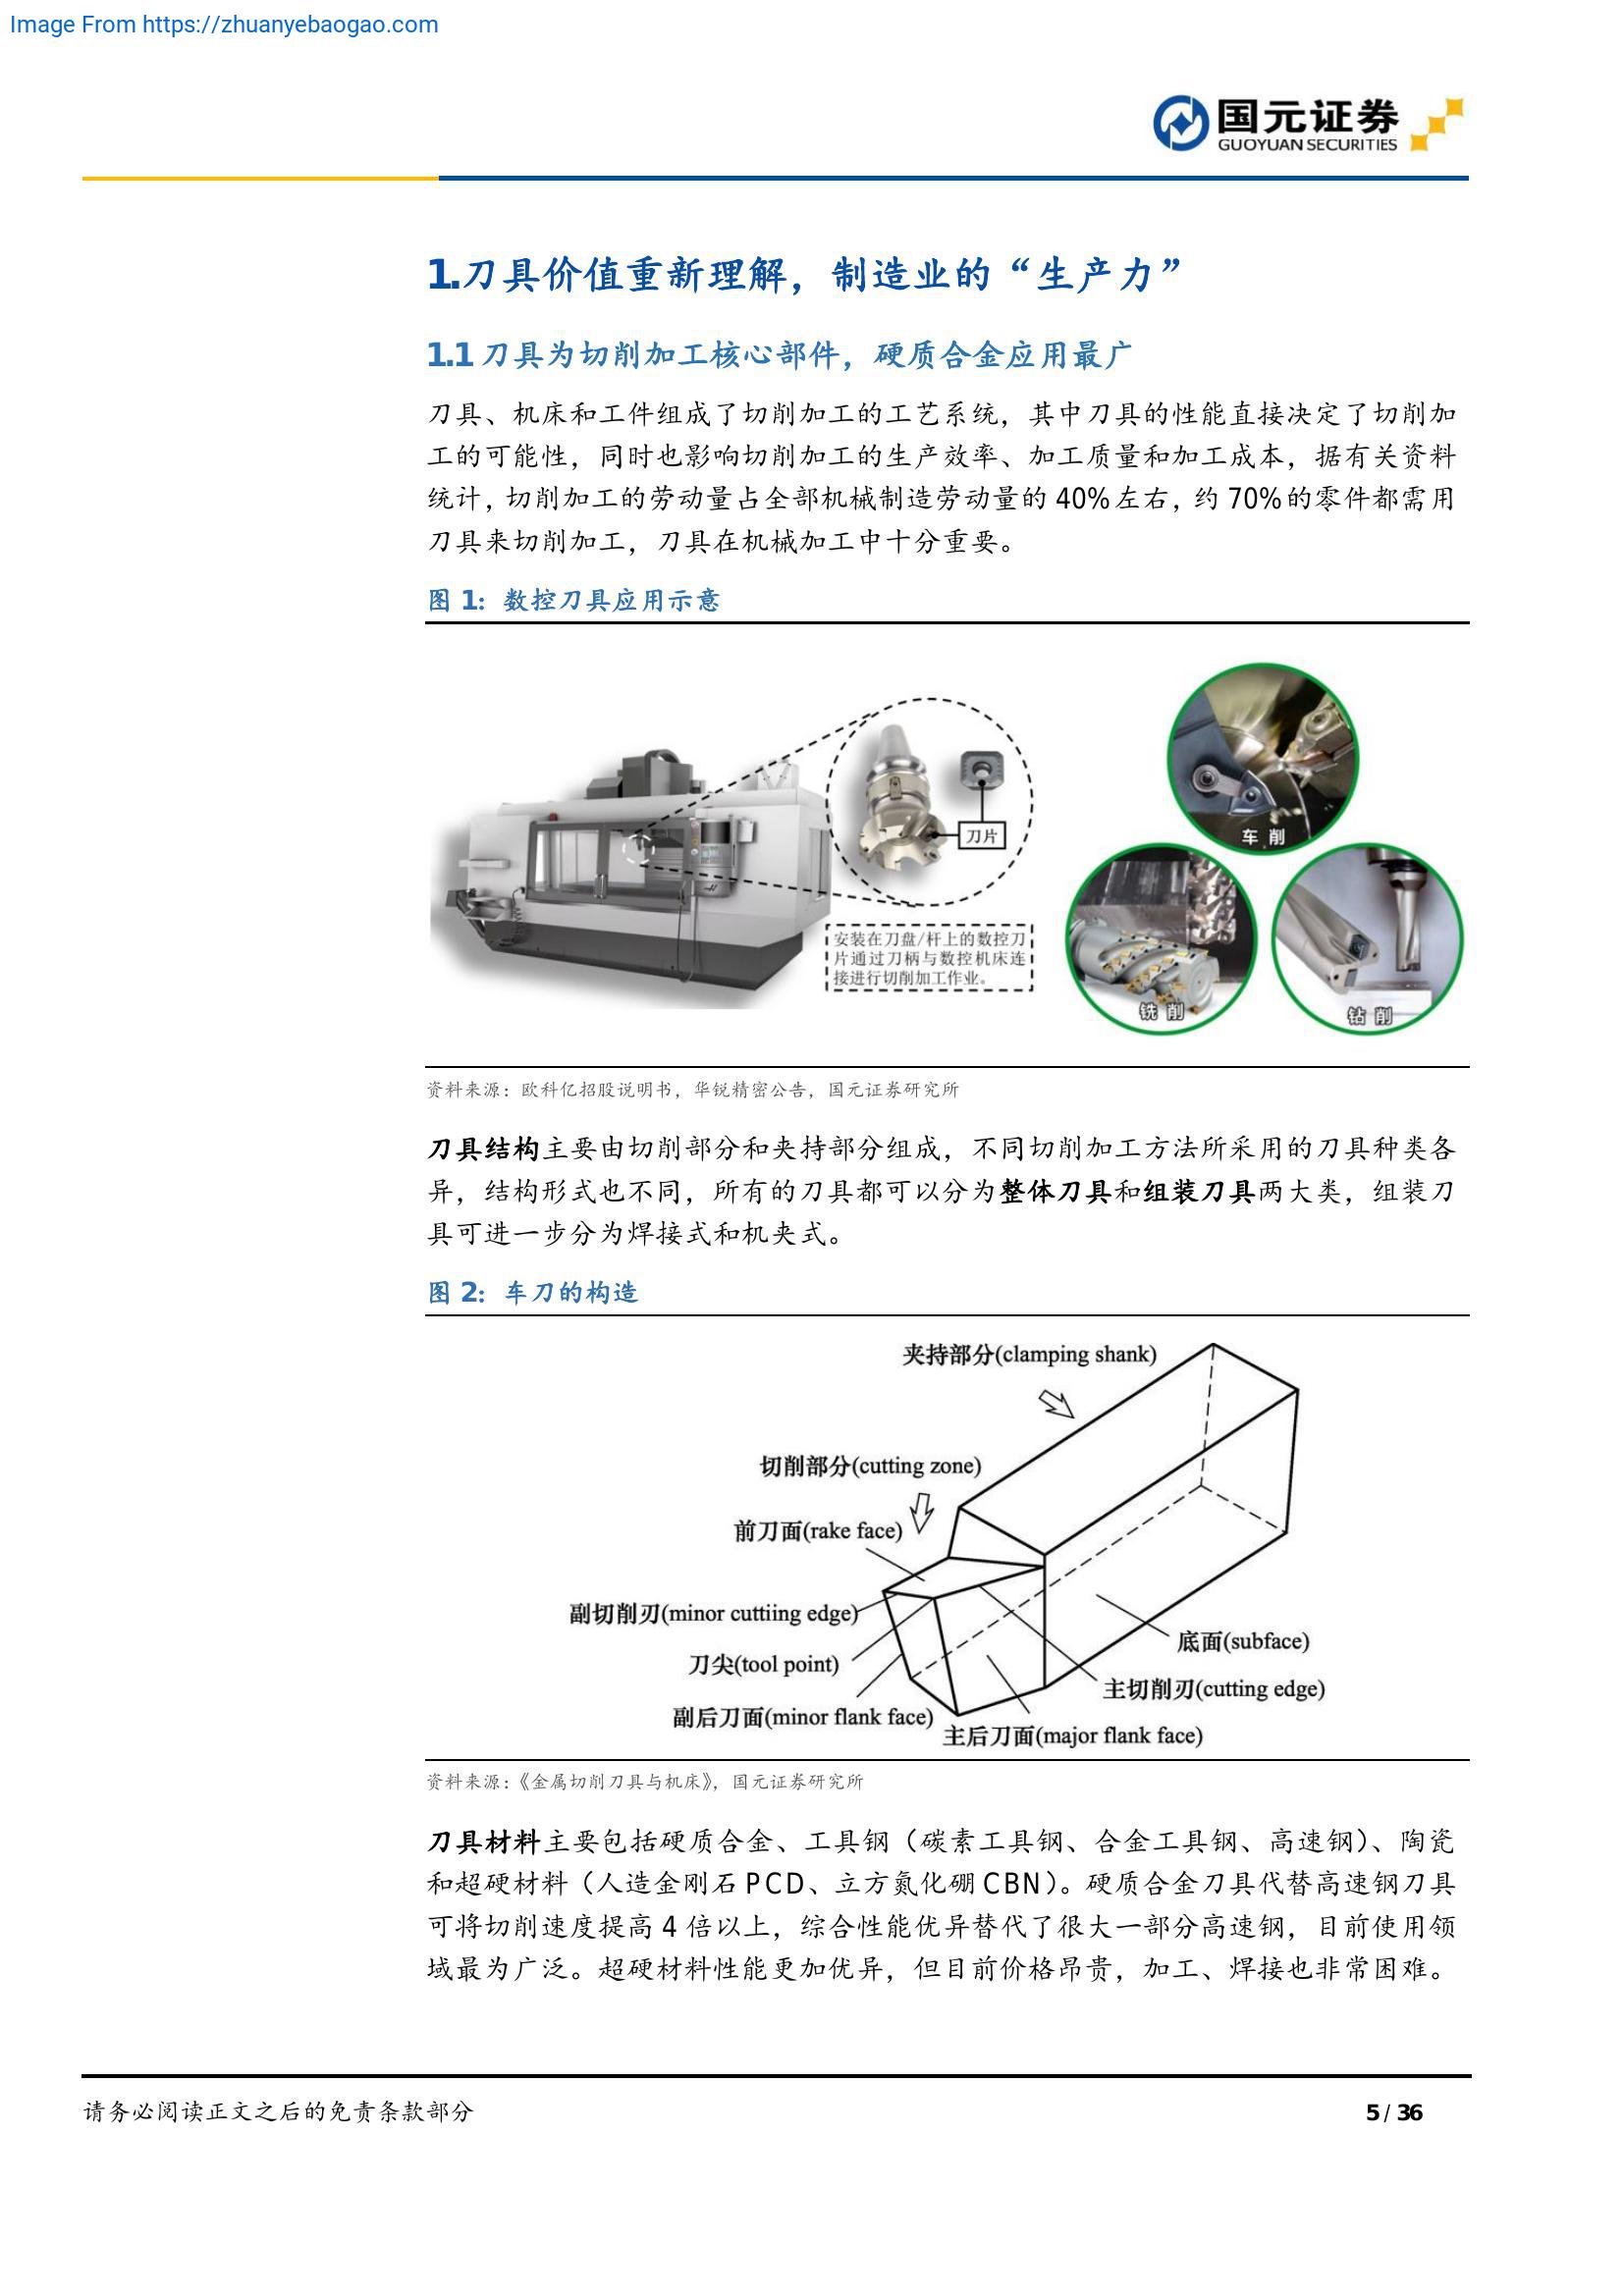 Image From https://zhuanyebaogao.com
国元证券
GUOYUAN SECURITIES
1.刀具价值重新理解，制造业的“生产力”
1.1 刀具为切削加工核心部件，硬质合金应用最广
刀具、机床和工件组成了切削加工的工艺系统，其中刀具的性能直接决定了切削加
工的可能性，同时也影响切削加工的生产效率、加工质量和加工成本，据有关资料
统计，切削加工的劳动量占全部机械制造劳动量的 40%左右，约 70%的零件都需用
刀具来切削加工，刀具在机械加工中十分重要。
图 1：数控刀具应用示意
刀片
安装在刀盘/杆上的数控刀
片通过刀柄与数控机床连
接进行切削加工作业。
车 削
铣 削
钻 削
资料来源：欧科亿招股说明书，华锐精密公告，国元证券研究所
刀具结构主要由切削部分和夹持部分组成，不同切削加工方法所采用的刀具种类各
异，结构形式也不同，所有的刀具都可以分为整体刀具和组装刀具两大类，组装刀
具可进一步分为焊接式和机夹式。
图 2：车刀的构造
夹持部分(clamping shank)
切削部分(cutting zone)
前刀面(rake face)
副切削刃(minor cuttiing edge)
刀尖(tool point)
副后刀面(minor flank face)
底面(subface)
主切削刃(cutting edge)
主后刀面(major flank face)
资料来源：《金属切削刀具与机床》，国元证券研究所
刀具材料主要包括硬质合金、工具钢（碳素工具钢、合金工具钢、高速钢）、陶瓷
和超硬材料（人造金刚石 PCD、立方氮化硼 CBN）。硬质合金刀具代替高速钢刀具
可将切削速度提高 4 倍以上，综合性能优异替代了很大一部分高速钢，目前使用领
域最为广泛。超硬材料性能更加优异，但目前价格昂贵，加工、焊接也非常困难。
请务必阅读正文之后的免责条款部分
5 / 36